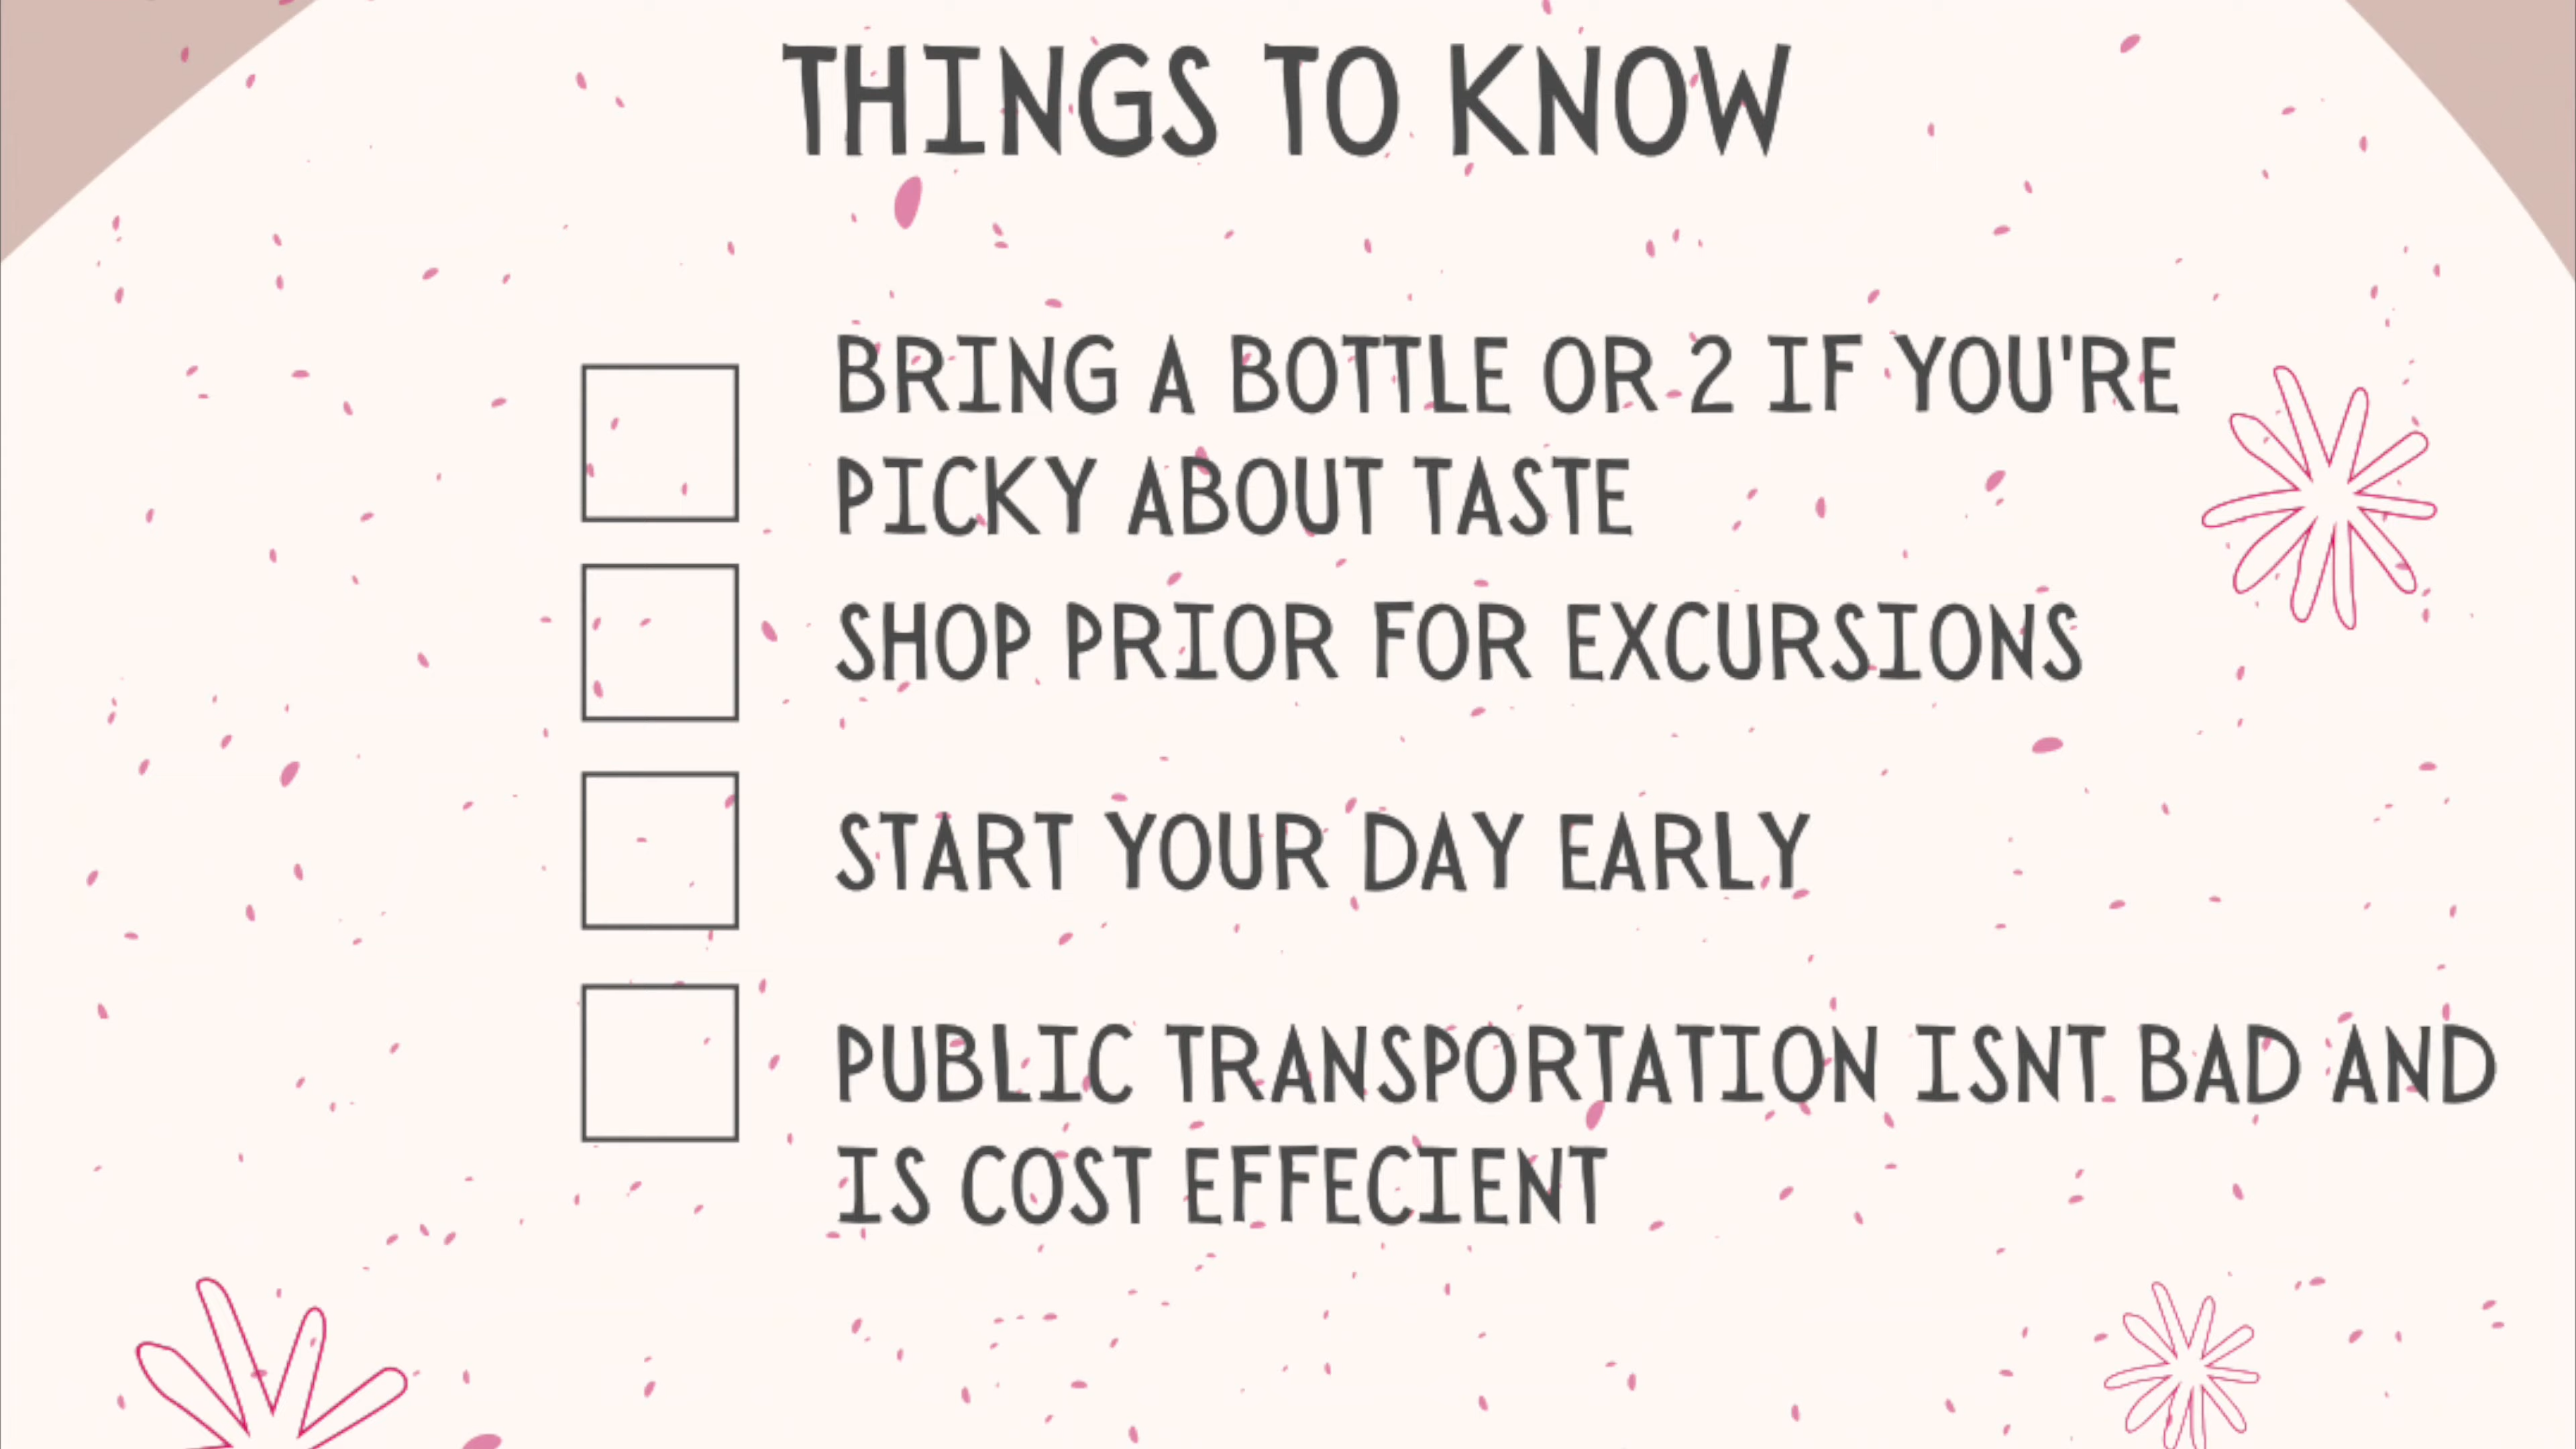 THINGS TO KNOW
BRING A BOTTLE OR 2 IF YOU'RE
PICKY ABOUT TASTE
SHOP PRIOR FOR EXCURSIONS
START YOUR DAY EARLY
PUBLIC TRANSPORTATION ISNT BAD AND
IS COST EFFECIENT